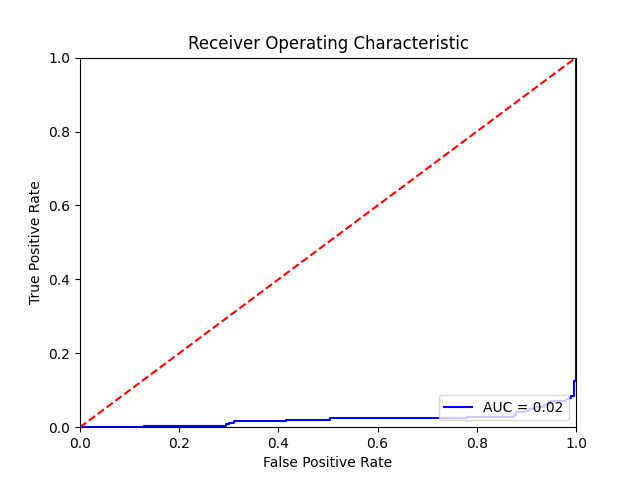 Receiver Operating Characteristic
1.0
0.8
0.6
0.4
0.2
0.0
True Positive Rate
AUC = 0.02
0.0 0.2 0.4 0.6 0.8 1.0
False Positive Rate